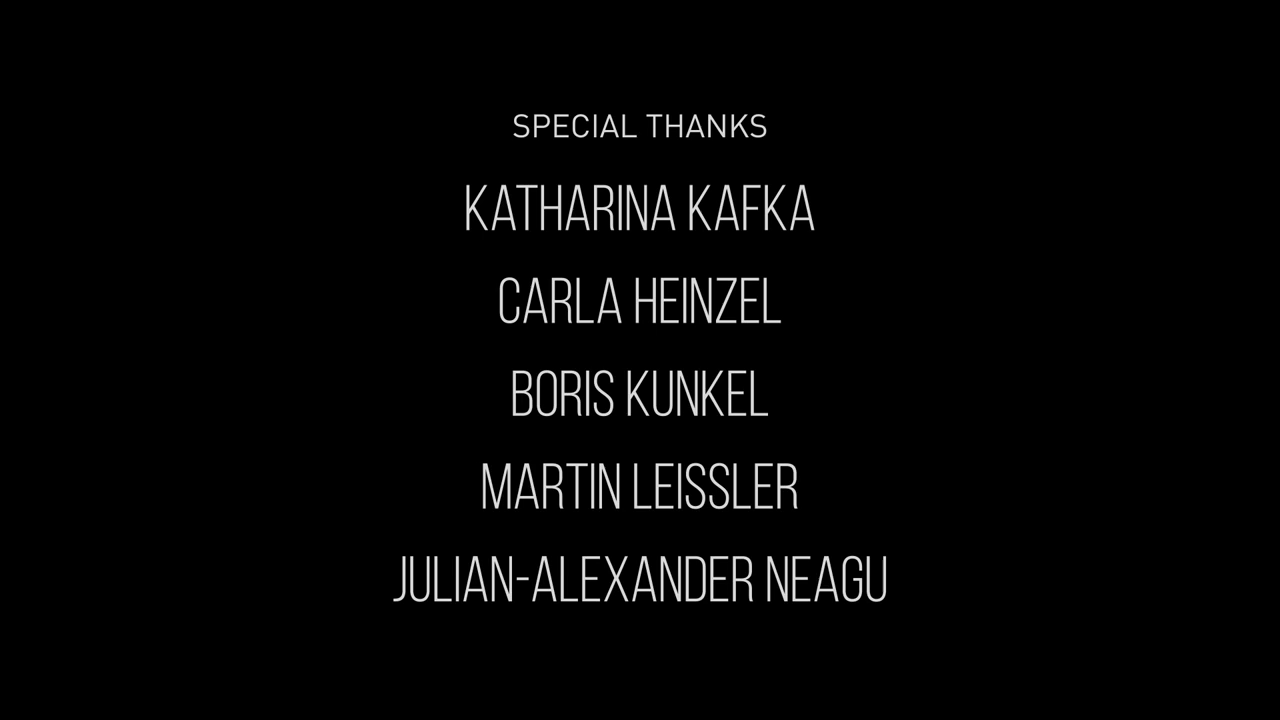 SPECIAL THANKS
KATHARINA KAFKA
CARLA HEINZEL
BORIS KUNKEL
MARTIN LEISSLER
JULIAN-ALEXANDER NEAGU